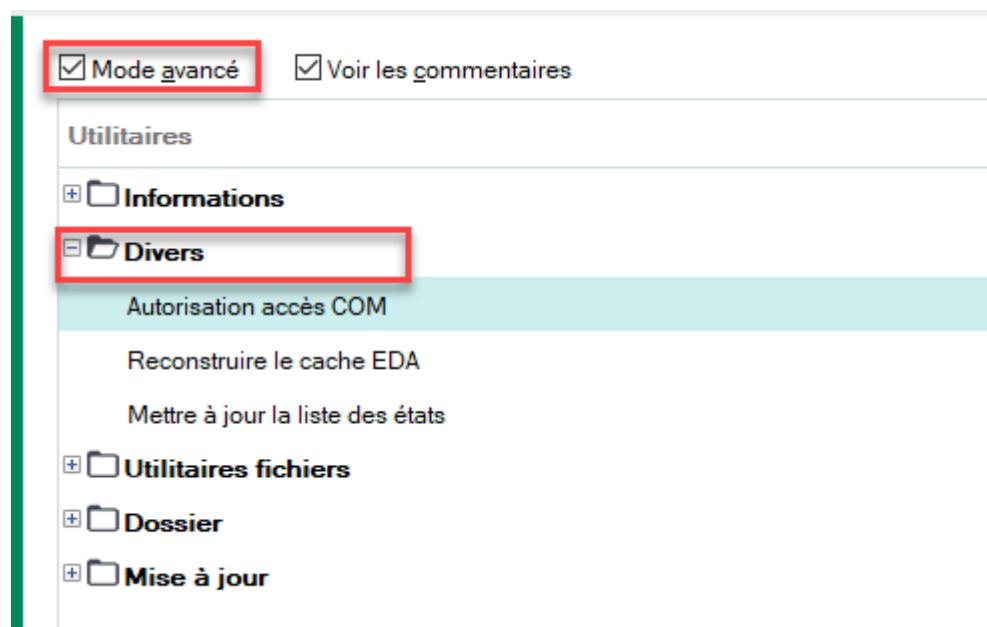 Mode avancé Voir les commentaires
Utilitaires
Informations
Divers
Autorisation accès COM
Reconstruire le cache EDA
Mettre à jour la liste des états
Utilitaires fichiers
Dossier
Mise à jour